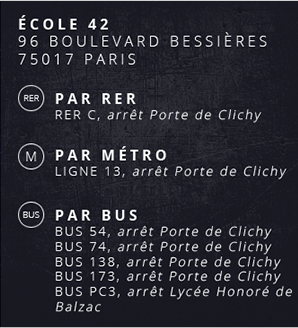 ÉCOLE 42
96 BOULEVARD BESSIÈRES
75017 PARIS
RER
PAR RER
RER C, arrêt Porte de Clichy
M
PAR MÉTRO
LIGNE 13, arrêt Porte de Clichy
BUS
PAR BUS
BUS 54, arrêt Porte de Clichy
BUS 74, arrêt Porte de Clichy
BUS 138, arrêt Porte de Clichy
BUS 173, arrêt Porte de Clichy
BUS PC3, arrêt Lycée Honoré de
Balzac